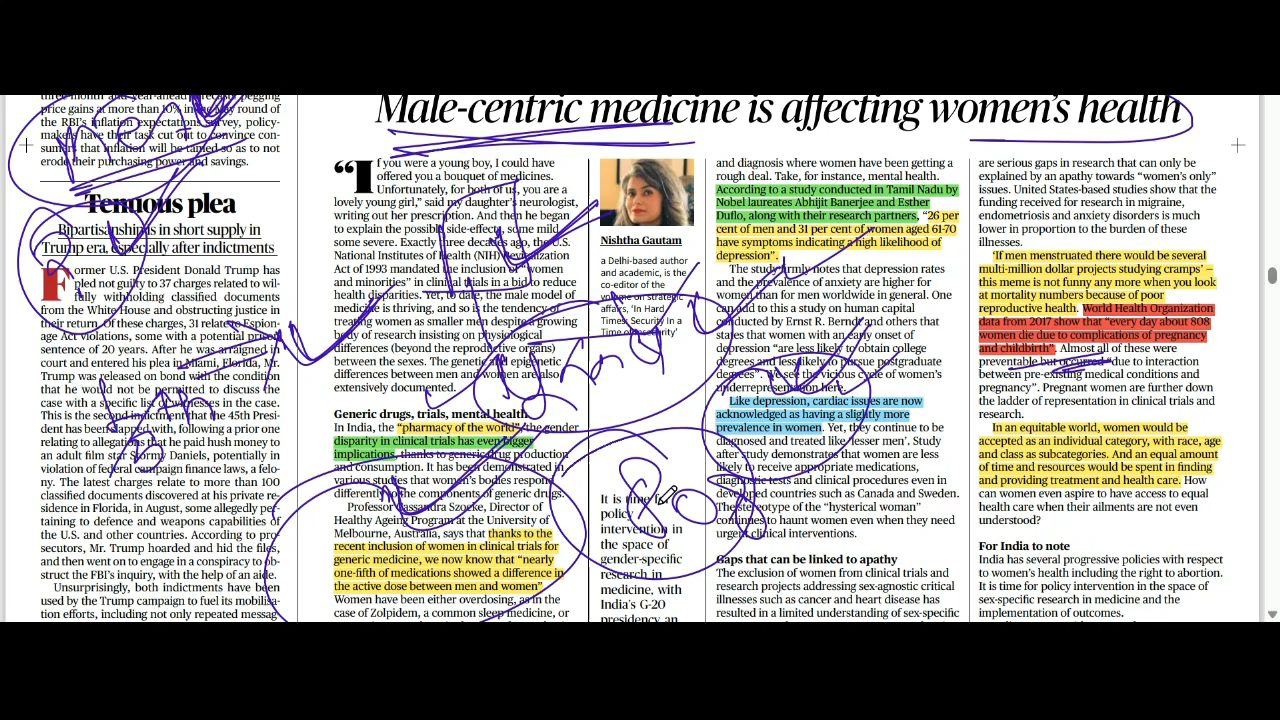 three-month and year-ahead
price gains at more than 10% in the May round of
the RBI's inflation expectations survey, policy-
makers have their task cut out to convince con-
sumers that inflation will be tamed so as to not
erode their purchasing power and savings.
Tenuous plea
Bipartisanship is in short supply in
Trump era, especially after indictments
Former U.S. President Donald Trump has
pled not guilty to 37 charges related to wil-
fully withholding classified documents
from the White House and obstructing justice in
their return. Of these charges, 31 relate to Espion-
age Act violations, some with a potential prison
sentence of 20 years. After he was arraigned in
court and entered his plea in Miami, Florida, Mr.
Trump was released on and with the condition
that he would not be permitted to discuss the
case with a specific list of witnesses in the case.
This is the second indictment that the 45th Presi-
dent has been slapped with, following a prior one
relating to allegations that he paid hush money to
an adult film star Stormy Daniels, potentially in
violation of federal campaign finance laws, a felo-
ny. The latest charges relate to more than 100
classified documents discovered at his private re-
sidence in Florida, in August, some allegedly per-
taining to defence and weapons capabilities of
the U.S. and other countries. According to pro-
secutors, Mr. Trump hoarded and hid the files,
and then went on to engage in a conspiracy to ob-
struct the FBI's inquiry, with the help of an aide.
Unsurprisingly, both indictments have been
used by the Trump campaign to fuel its mobilisa-
tion efforts, including not only repeated messag-
Male-centric medicine is affecting women's health
“If you were a young boy, I could have
offered you a bouquet of medicines.
Unfortunately, for both of us, you are a
lovely young girl,” said my daughter's neurologist,
writing out her prescription. And then he began
to explain the possible side-effects, some mild,
some severe. Exactly three decades ago, the U.S.
National Institutes of Health (NIH) Revitalization
Act of 1993 mandated the inclusion of “women
and minorities” in clinical trials in a bid to reduce
health disparities. Yet, to date, the male model of
medicine is thriving, and so is the tendency of
treating women as smaller men despite a growing
body of research insisting on physiological
differences (beyond the reproductive organs)
between the sexes. The genetic and epigenetic
differences between men and women are also
extensively documented.
Generic drugs, trials, mental health
In India, the “pharmacy of the world”, the gender
disparity in clinical trials has even bigger
implications, thanks to generic drug production
and consumption. It has been demonstrated in
various studies that women's bodies respond
differently to the components of generic drugs.
Professor Cassandra Szoeke, Director of
Healthy Ageing Program at the University of
Melbourne, Australia, says that thanks to the
recent inclusion of women in clinical trials for
generic medicine, we now know that “nearly
one-fifth of medications showed a difference in
the active dose between men and women”.
Women have been either overdosing, as in the
case of Zolpidem, a common sleep medicine, or
Nishtha Gautam
a Delhi-based author
and academic, is the
co-editor of the
volume on strategic
affairs, 'In Hard
Times: Security In a
Time of
It is time for
policy
intervention in
the space of
gender-specific
research in
medicine, with
India's G-20
presidency an
and diagnosis where women have been getting a
rough deal. Take, for instance, mental health.
According to a study conducted in Tamil Nadu by
Nobel laureates Abhijit Banerjee and Esther
Duflo, along with their research partners, “26 per
cent of men and 31 per cent of women aged 61-70
have symptoms indicating a high likelihood of
depression”.
The study firmly notes that depression rates
and the prevalence of anxiety are higher for
women than for men worldwide in general. One
can add to this a study on human capital
conducted by Ernst R. Berndt and others that
states that women with an early onset of
depression “are less likely to obtain college
degrees and less likely to pursue postgraduate
degrees”. We see the vicious cycle of women's
underrepresentation here.
Like depression, cardiac issues are now
acknowledged as having a slightly more
prevalence in women. Yet, they continue to be
diagnosed and treated like 'lesser men'. Study
after study demonstrates that women are less
likely to receive appropriate medications,
diagnostic tests and clinical procedures even in
developed countries such as Canada and Sweden.
The stereotype of the “hysterical woman”
continues to haunt women even when they need
urgent clinical interventions.
Gaps that can be linked to apathy
The exclusion of women from clinical trials and
research projects addressing sex-agnostic critical
illnesses such as cancer and heart disease has
resulted in a limited understanding of sex-specific
are serious gaps in research that can only be
explained by an apathy towards “women's only”
issues. United States-based studies show that the
funding received for research in migraine,
endometriosis and anxiety disorders is much
lower in proportion to the burden of these
illnesses.
'If men menstruated there would be several
multi-million dollar projects studying cramps' –
this meme is not funny any more when you look
at mortality numbers because of poor
reproductive health. World Health Organization
data from 2017 show that “every day about 808
women die due to complications of pregnancy
and childbirth”. Almost all of these were
preventable but occurred “due to interaction
between pre-existing medical conditions and
pregnancy”. Pregnant women are further down
the ladder of representation in clinical trials and
research.
In an equitable world, women would be
accepted as an individual category, with race, age
and class as subcategories. And an equal amount
of time and resources would be spent in finding
and providing treatment and health care. How
can women even aspire to have access to equal
health care when their ailments are not even
understood?
For India to note
India has several progressive policies with respect
to women's health including the right to abortion.
It is time for policy intervention in the space of
sex-specific research in medicine and the
implementation of outcomes.